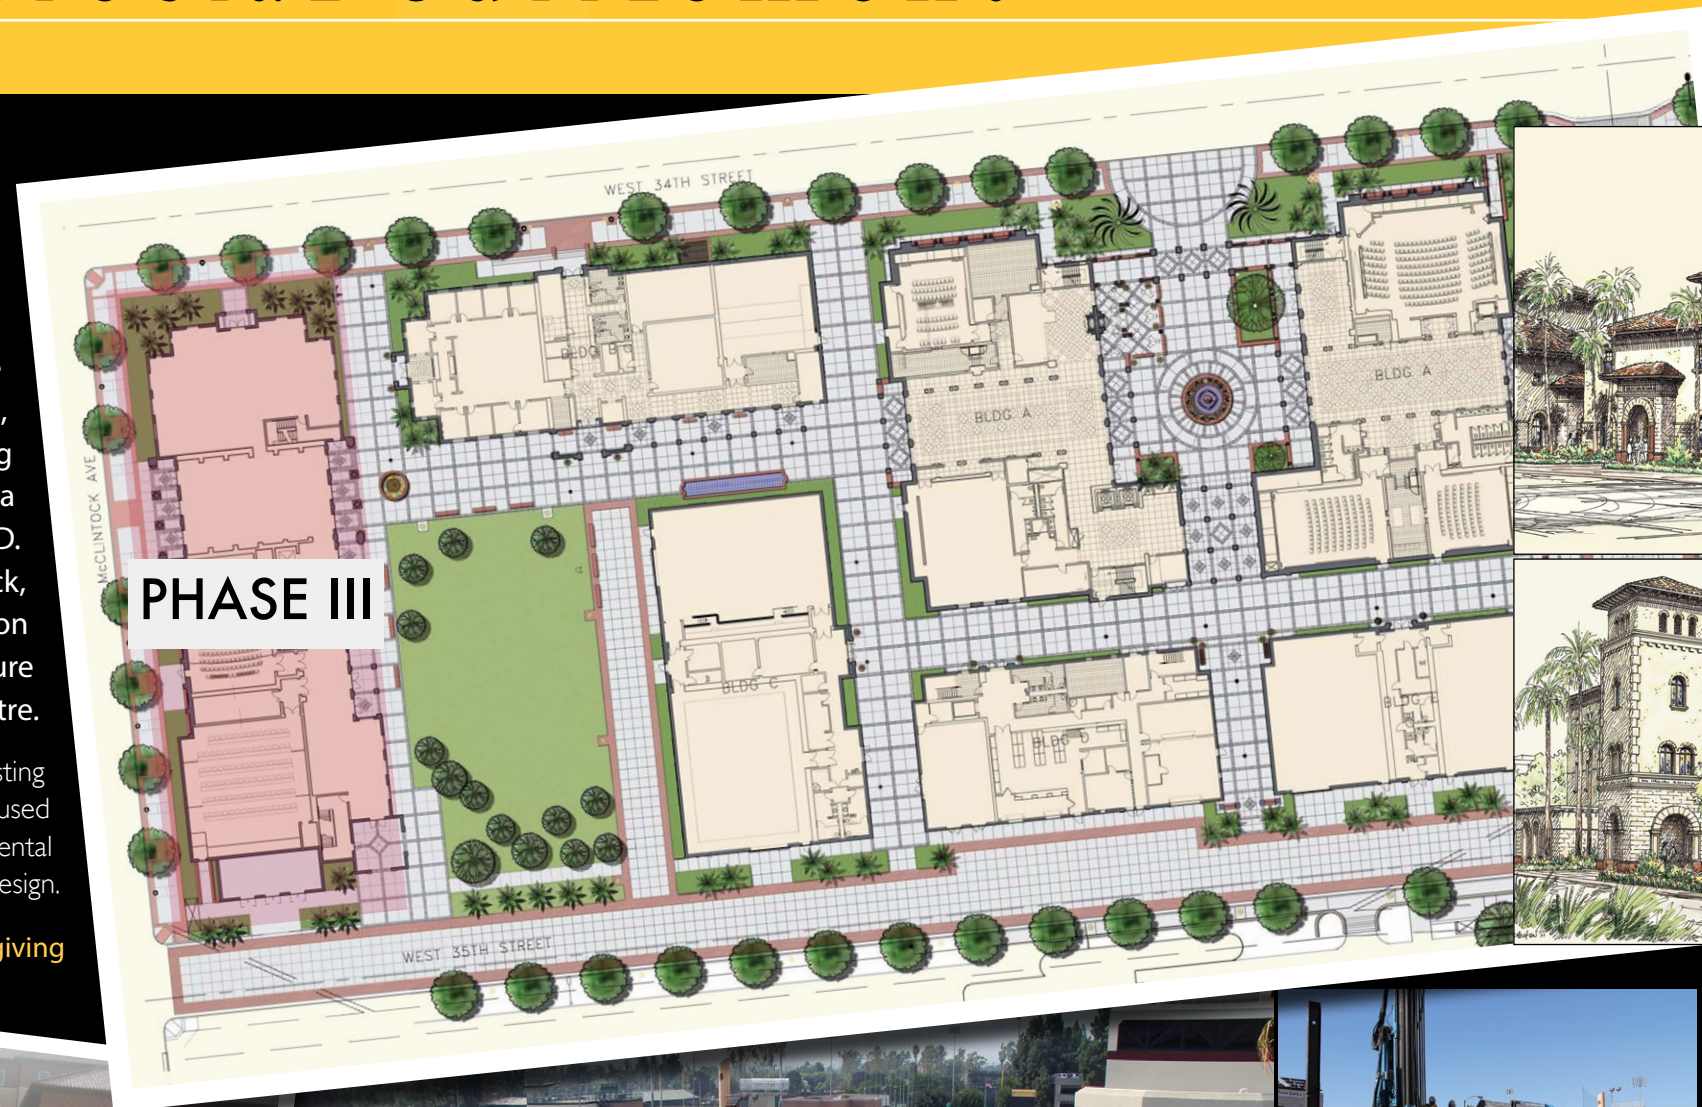 WEST 34TH STREET
BLDG B
BLDG A
BLDG A
McCLINTOCK AVE
PHASE III
BLDG C
BLDG D
BLDG E
WEST 35TH STREET
g
a
D.
ck,
on
ure
tre.
sting
used
ental
esign.
giving